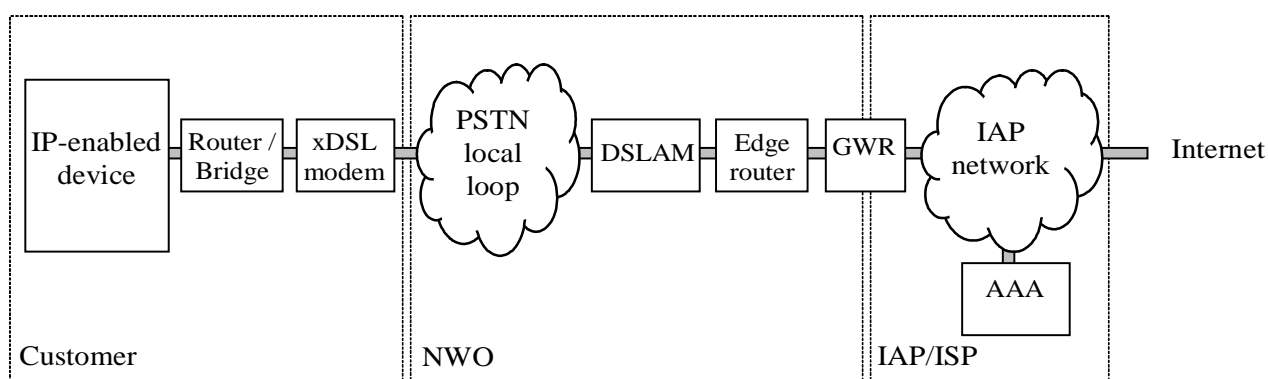 IP-enabled
device
Router /
Bridge
xDSL
modem
PSTN
local
loop
DSLAM
Edge
router
GWR
IAP
network
Internet
AAA
Customer
NWO
IAP/ISP